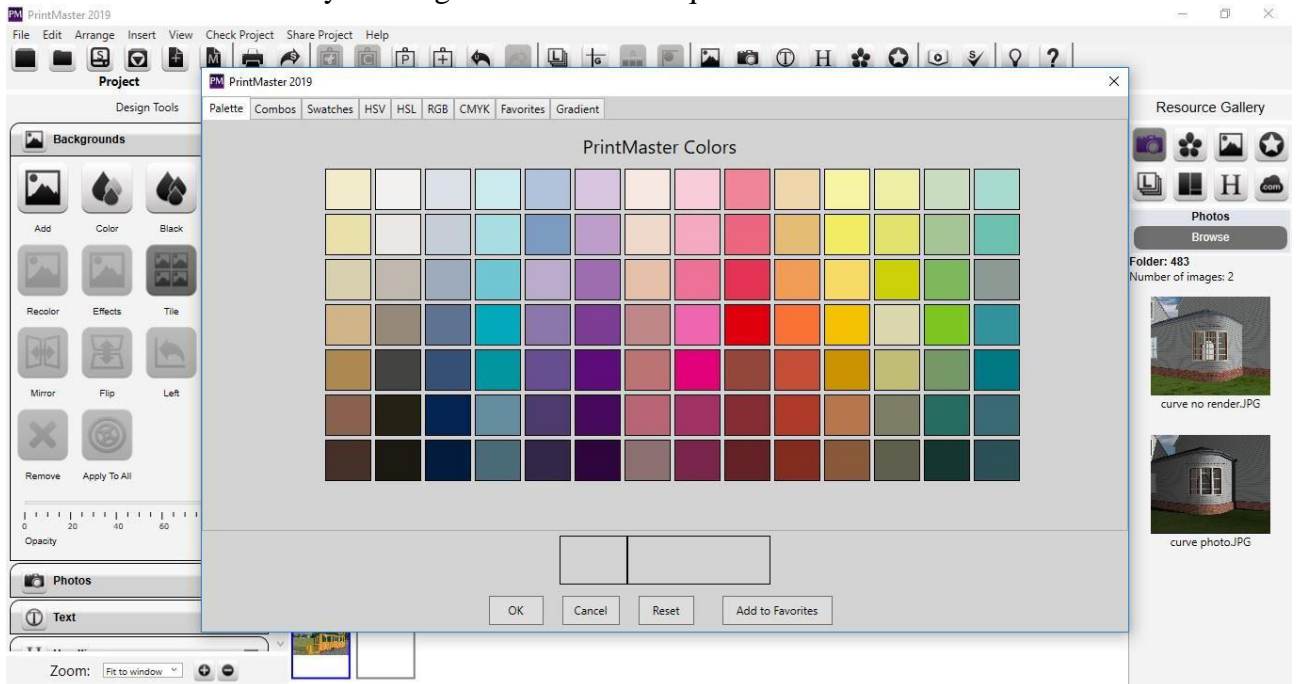 PM PrintMaster 2019
File Edit Arrange Insert View Check Project Share Project Help
Project
Design Tools
Backgrounds
Add Color Black
Recolor Effects Tile
Mirror Flip Left
Remove Apply To All
0 20 40 60
Opacity
Photos
Text
Zoom: Fit to window
PM PrintMaster 2019
Palette Combos Swatches HSV HSL RGB CMYK Favorites Gradient
PrintMaster Colors
OK Cancel Reset Add to Favorites
Resource Gallery
L H .com
Photos
Browse
Folder: 483
Number of images: 2
curve no render.JPG
curve photo.JPG